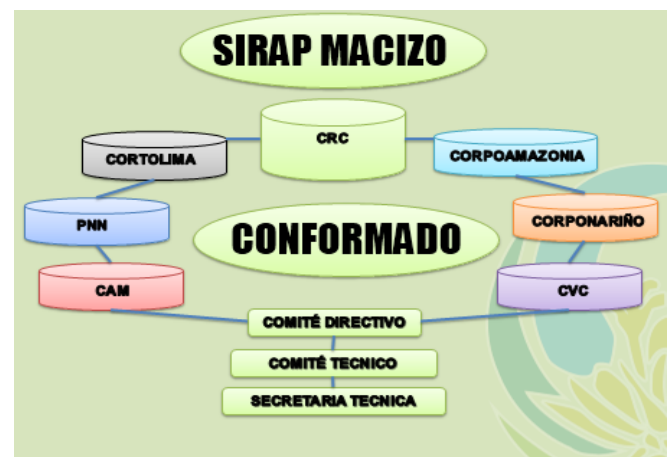 SIRAP MACIZO
CRC
CORTOLIMA
CORPOAMAZONIA
PNN
CORPONARIÑO
CONFORMADO
CAM
CVC
COMITÉ DIRECTIVO
COMITÉ TECNICO
SECRETARIA TECNICA